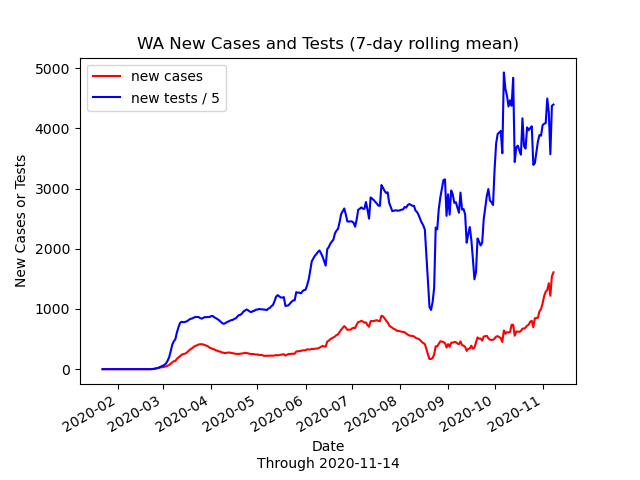 WA New Cases and Tests (7-day rolling mean)
new cases
new tests / 5
5000
4000
3000
2000
1000
0
New Cases or Tests
2020-02
2020-03
2020-04
2020-05
2020-06
2020-07
2020-08
2020-09
2020-10
2020-11
Date
Through 2020-11-14